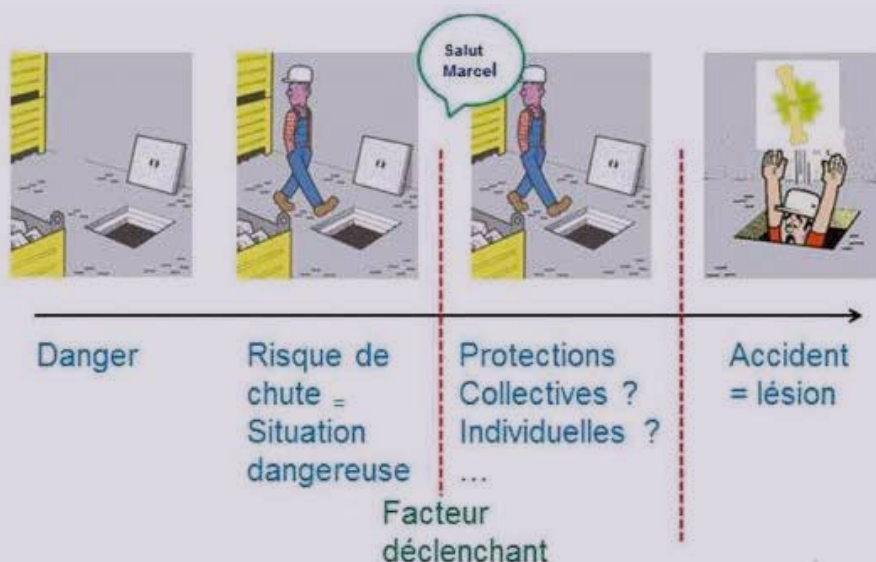 Salut
Marcel
Danger
Risque de
chute =
Situation
dangereuse
Protections
Collectives ?
Individuelles ?
...
Accident
= lésion
Facteur
déclenchant